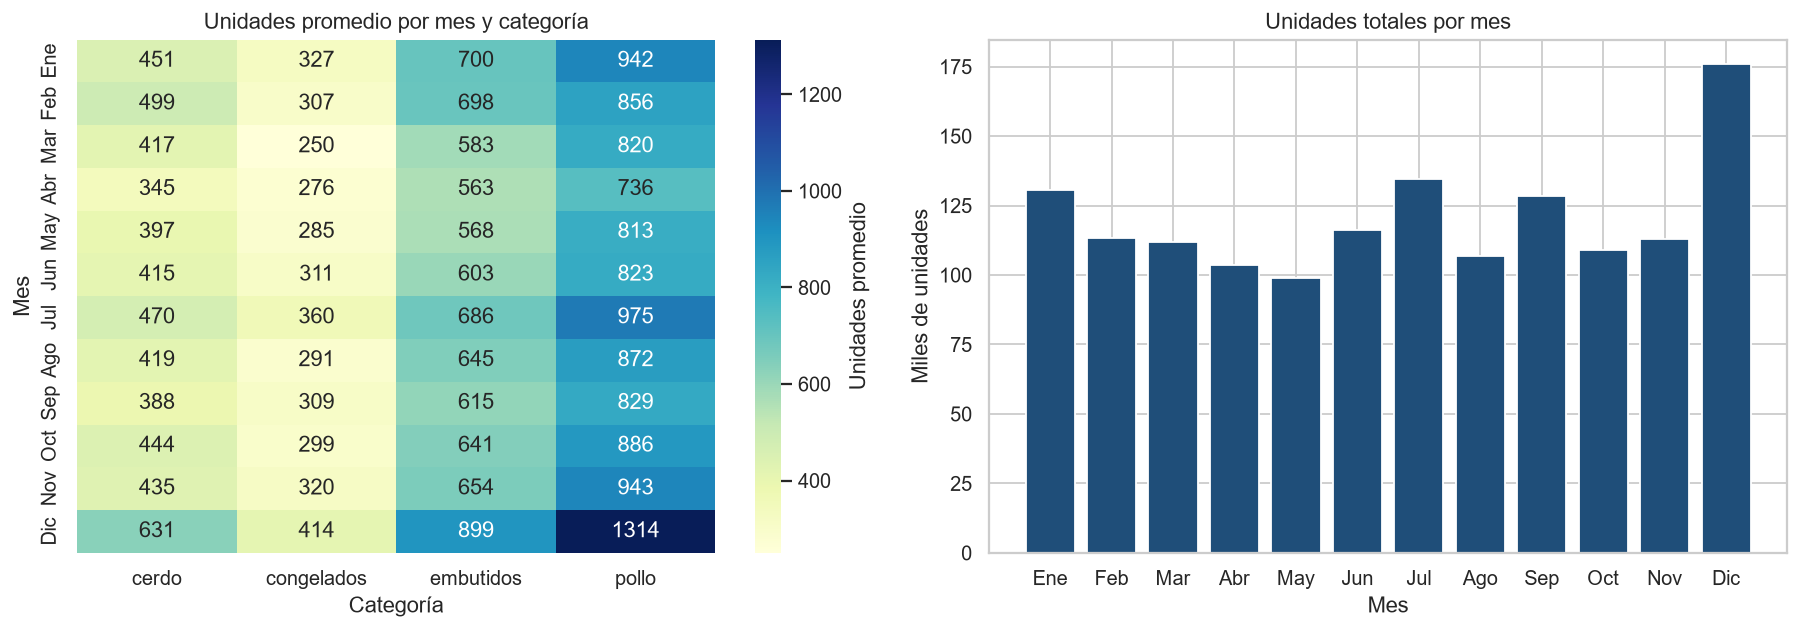 Unidades promedio por mes y categoría
Mes
Ene 451 327 700 942
Feb 499 307 698 856
Mar 417 250 583 820
Abr 345 276 563 736
May 397 285 568 813
Jun 415 311 603 823
Jul 470 360 686 975
Ago 419 291 645 872
Sep 388 309 615 829
Oct 444 299 641 886
Nov 435 320 654 943
Dic 631 414 899 1314
cerdo congelados embutidos pollo
Categoría
1200
1000
800
600
400
Unidades promedio
Unidades totales por mes
Miles de unidades
175
150
125
100
75
50
25
0
Ene Feb Mar Abr May Jun Jul Ago Sep Oct Nov Dic
Mes